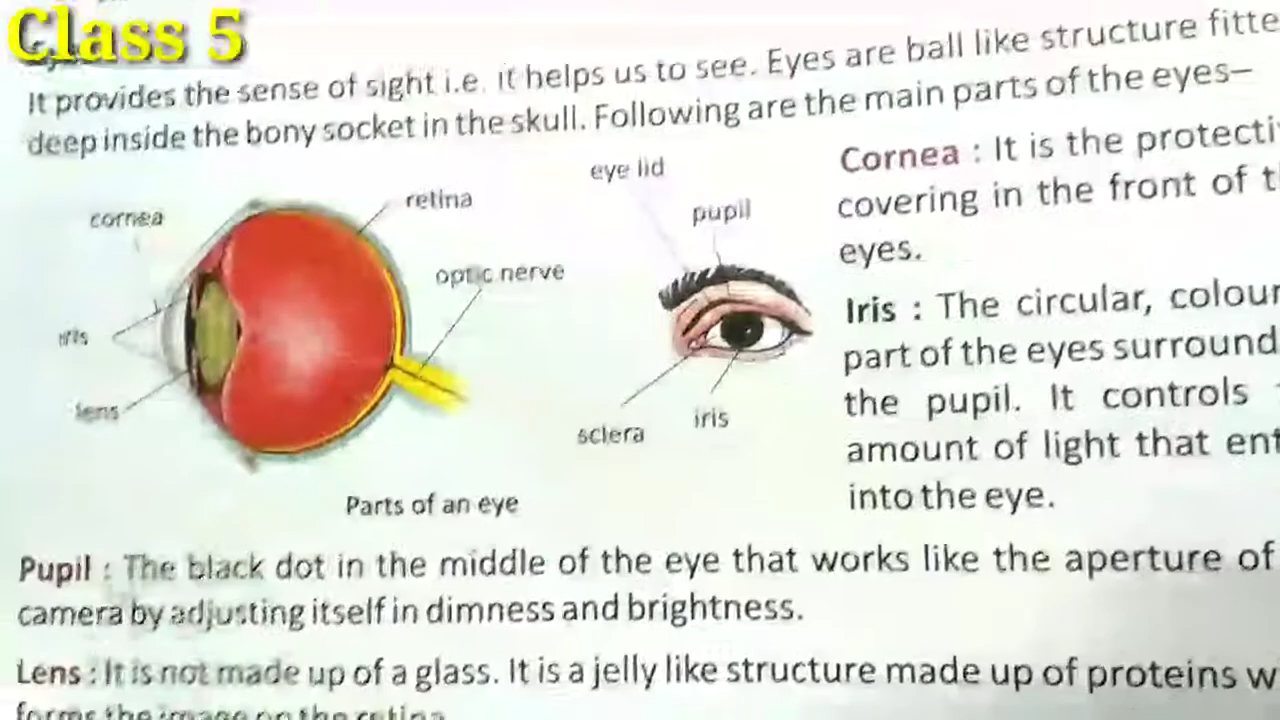 Class 5
It provides the sense of sight i.e. it helps us to see. Eyes are ball like structure fitte
deep inside the bony socket in the skull. Following are the main parts of the eyes–
eye lid
pupil
cornea
retina
optic nerve
iris
lens
sclera
iris
Parts of an eye
Cornea : It is the protecti
covering in the front of t
eyes.
Iris : The circular, colour
part of the eyes surround
the pupil. It controls
amount of light that ent
into the eye.
Pupil : The black dot in the middle of the eye that works like the aperture of
camera by adjusting itself in dimness and brightness.
Lens : It is not made up of a glass. It is a jelly like structure made up of proteins w
forms the image on the retina